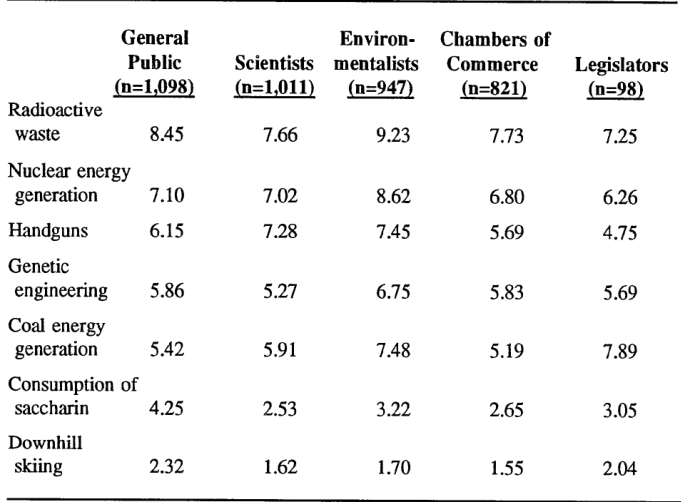 General Environ- Chambers of
Public Scientists mentalists Commerce Legislators
(n=1,098) (n=1,011) (n=947) (n=821) (n=98)
Radioactive
waste 8.45 7.66 9.23 7.73 7.25
Nuclear energy
generation 7.10 7.02 8.62 6.80 6.26
Handguns 6.15 7.28 7.45 5.69 4.75
Genetic
engineering 5.86 5.27 6.75 5.83 5.69
Coal energy
generation 5.42 5.91 7.48 5.19 7.89
Consumption of
saccharin 4.25 2.53 3.22 2.65 3.05
Downhill
skiing 2.32 1.62 1.70 1.55 2.04